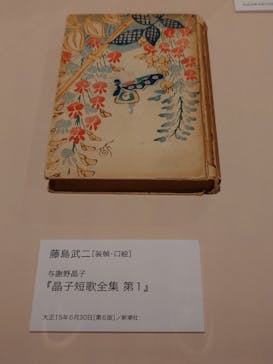 藤島武二[装幀・口絵]
与謝野晶子
『晶子短歌全集 第1』
大正15年6月30日[第6版]／新潮社